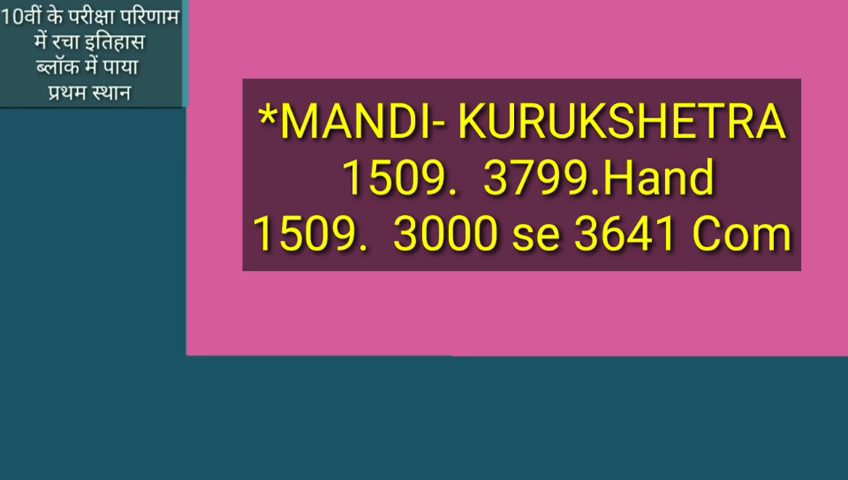 10वीं के परीक्षा परिणाम
में रचा इतिहास
ब्लॉक में पाया
प्रथम स्थान
*MANDI- KURUKSHETRA
1509.  3799.Hand
1509.  3000 se 3641 Com